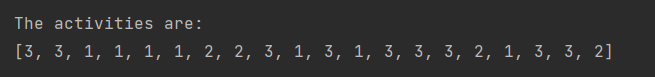 The activities are:
[3, 3, 1, 1, 1, 1, 2, 2, 3, 1, 3, 1, 3, 3, 3, 2, 1, 3, 3, 2]